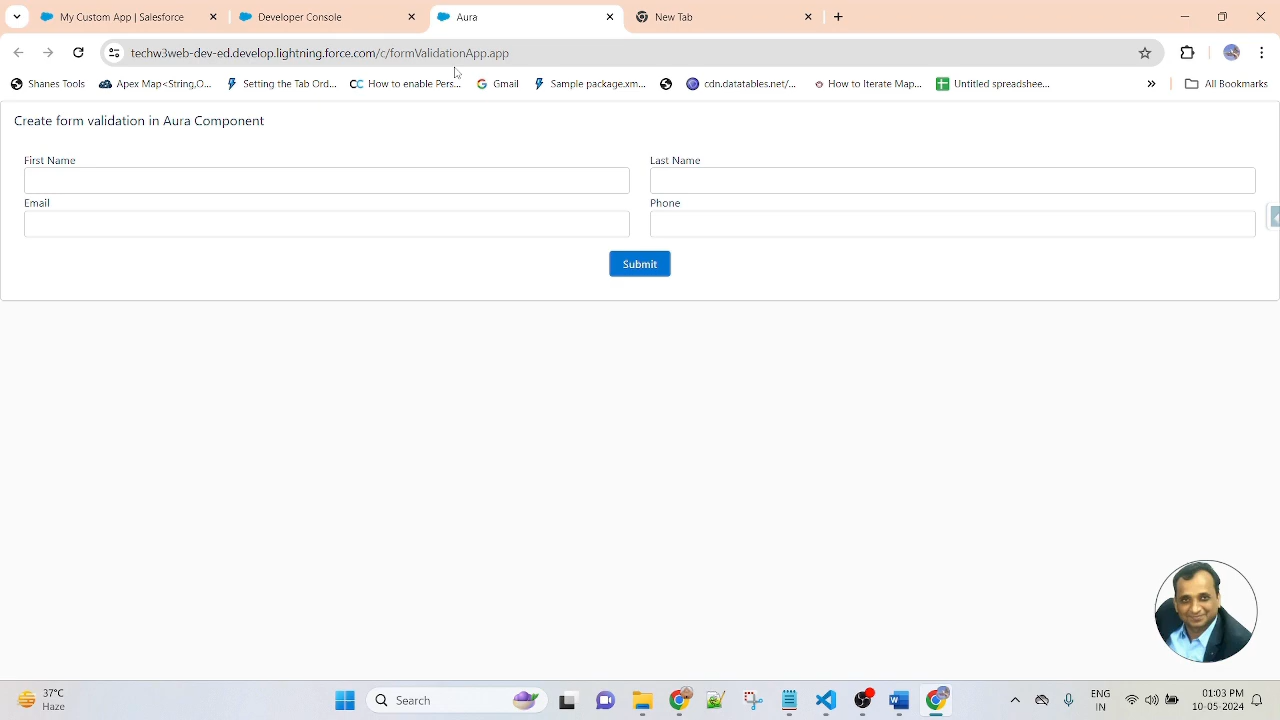 My Custom App | Salesforce
Developer Console
Aura
New Tab
techw3web-dev-ed.develop.lightning.force.com/c/formValidationApp.app
Shanes Tools
Apex Map<String,O...
Setting the Tab Ord...
CC How to enable Pers...
Gmail
Sample package.xm...
cdn.datatables.net/...
How to Iterate Map...
Untitled spreadshee...
All Bookmarks
Create form validation in Aura Component
First Name
Last Name
Email
Phone
Submit
37°C
Haze
Search
ENG
IN
01:03 PM
10-05-2024